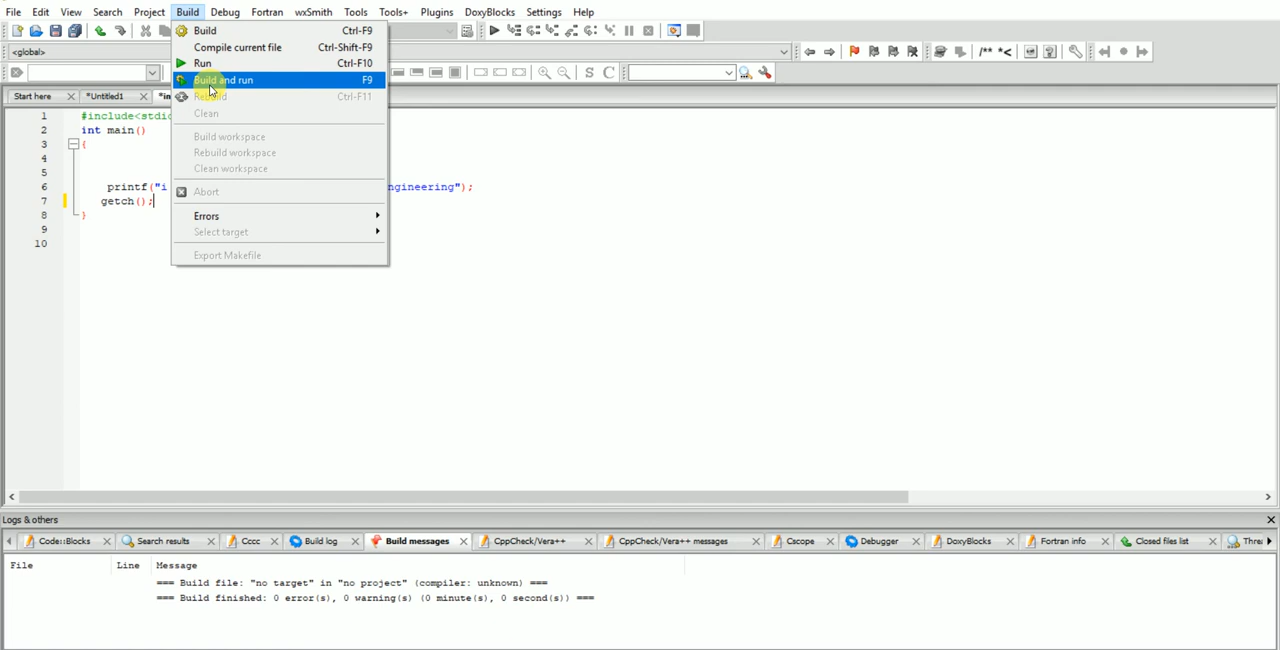 File Edit View Search Project Build Debug Fortran wxSmith Tools Tools+ Plugins DoxyBlocks Settings Help
Build Ctrl-F9
Compile current file Ctrl-Shift-F9
<global>
Run Ctrl-F10
Build and run F9
Rebuild Ctrl-F11
Clean
Build workspace
Rebuild workspace
Clean workspace
Abort
Errors
Select target
Export Makefile
/** *<
S C
Start here *Untitled1
1 #include<stdio
2 int main()
3 {
4
5
6 printf("i ngineering");
7 getch();
8 }
9
10
Logs & others
Code::Blocks Search results Cccc Build log Build messages CppCheck/Vera++ CppCheck/Vera++ messages Cscope Debugger DoxyBlocks Fortran info Closed files list
File Line Message
=== Build file: "no target" in "no project" (compiler: unknown) ===
=== Build finished: 0 error(s), 0 warning(s) (0 minute(s), 0 second(s)) ===